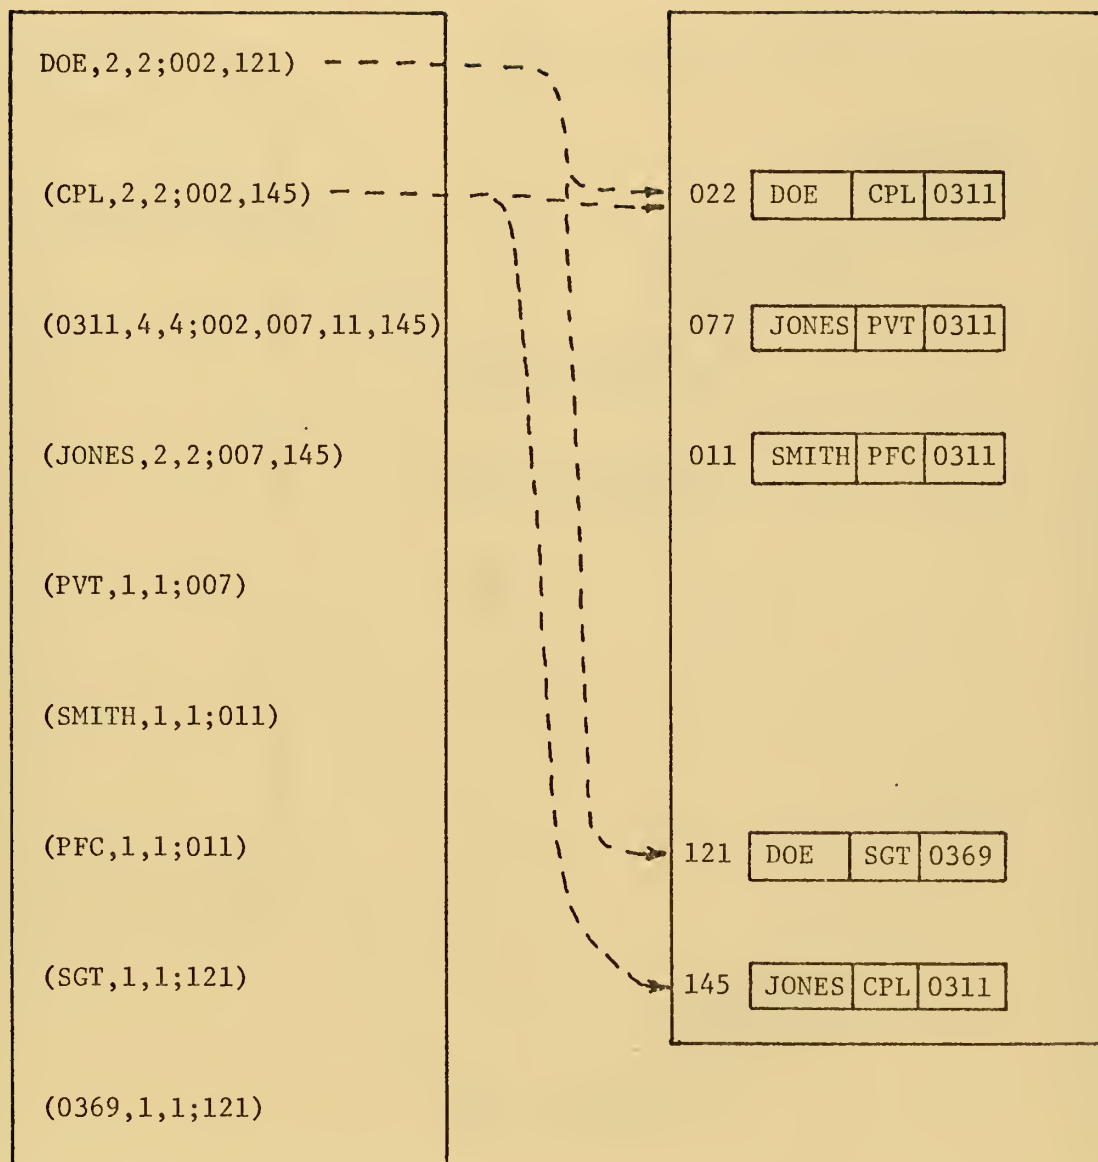 DOE,2,2;002,121)
(CPL,2,2;002,145)
(0311,4,4;002,007,11,145)
(JONES,2,2;007,145)
(PVT,1,1;007)
(SMITH,1,1;011)
(PFC,1,1;011)
(SGT,1,1;121)
(0369,1,1;121)
022 DOE CPL 0311
077 JONES PVT 0311
011 SMITH PFC 0311
121 DOE SGT 0369
145 JONES CPL 0311